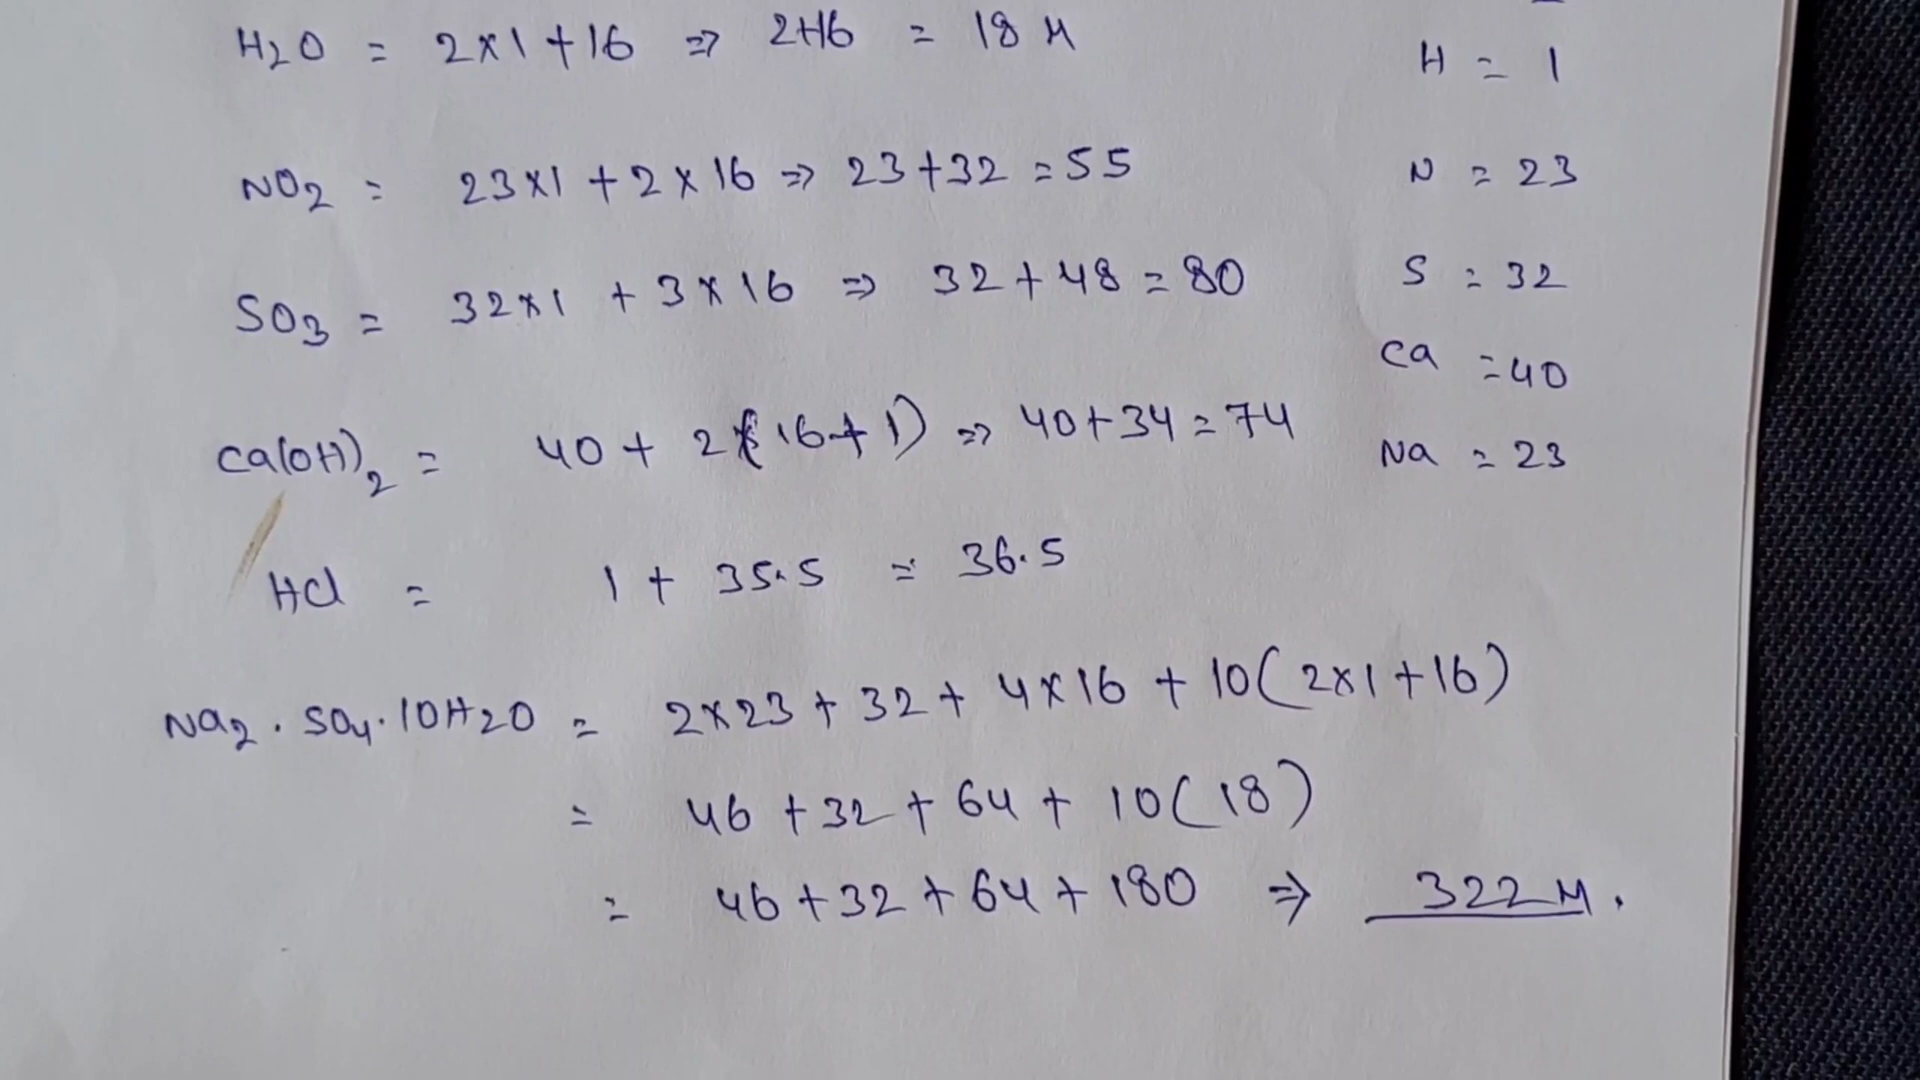 H2O = 2×1+16 ⇒ 2+16 = 18 M
H = 1
NO2 = 23×1 + 2×16 ⇒ 23+32 = 55
N = 23
SO3 = 32×1 + 3×16 ⇒ 32+48 = 80
S = 32
Ca = 40
Ca(OH)2 = 40 + 2(16+1) ⇒ 40+34 = 74
Na = 23
HCl = 1 + 35.5 = 36.5
Na2 . SO4 . 10H2O = 2×23 + 32 + 4×16 + 10(2×1+16)
= 46 + 32 + 64 + 10(18)
= 46 + 32 + 64 + 180 ⇒ 322 M.